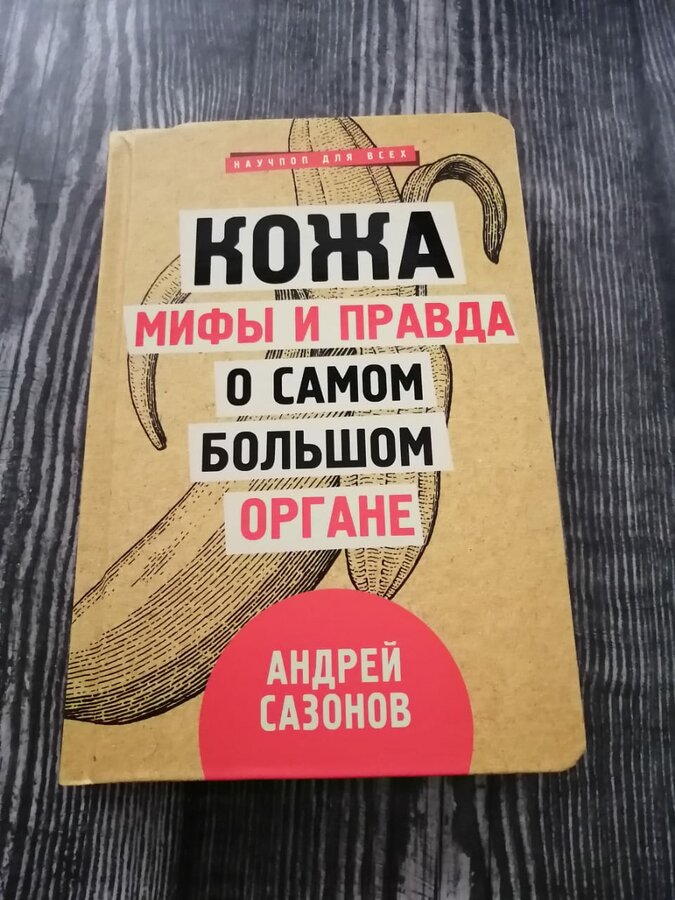 НАУЧПОП ДЛЯ ВСЕХ
КОЖА
МИФЫ И ПРАВДА
О САМОМ
БОЛЬШОМ
ОРГАНЕ
АНДРЕЙ
САЗОНОВ